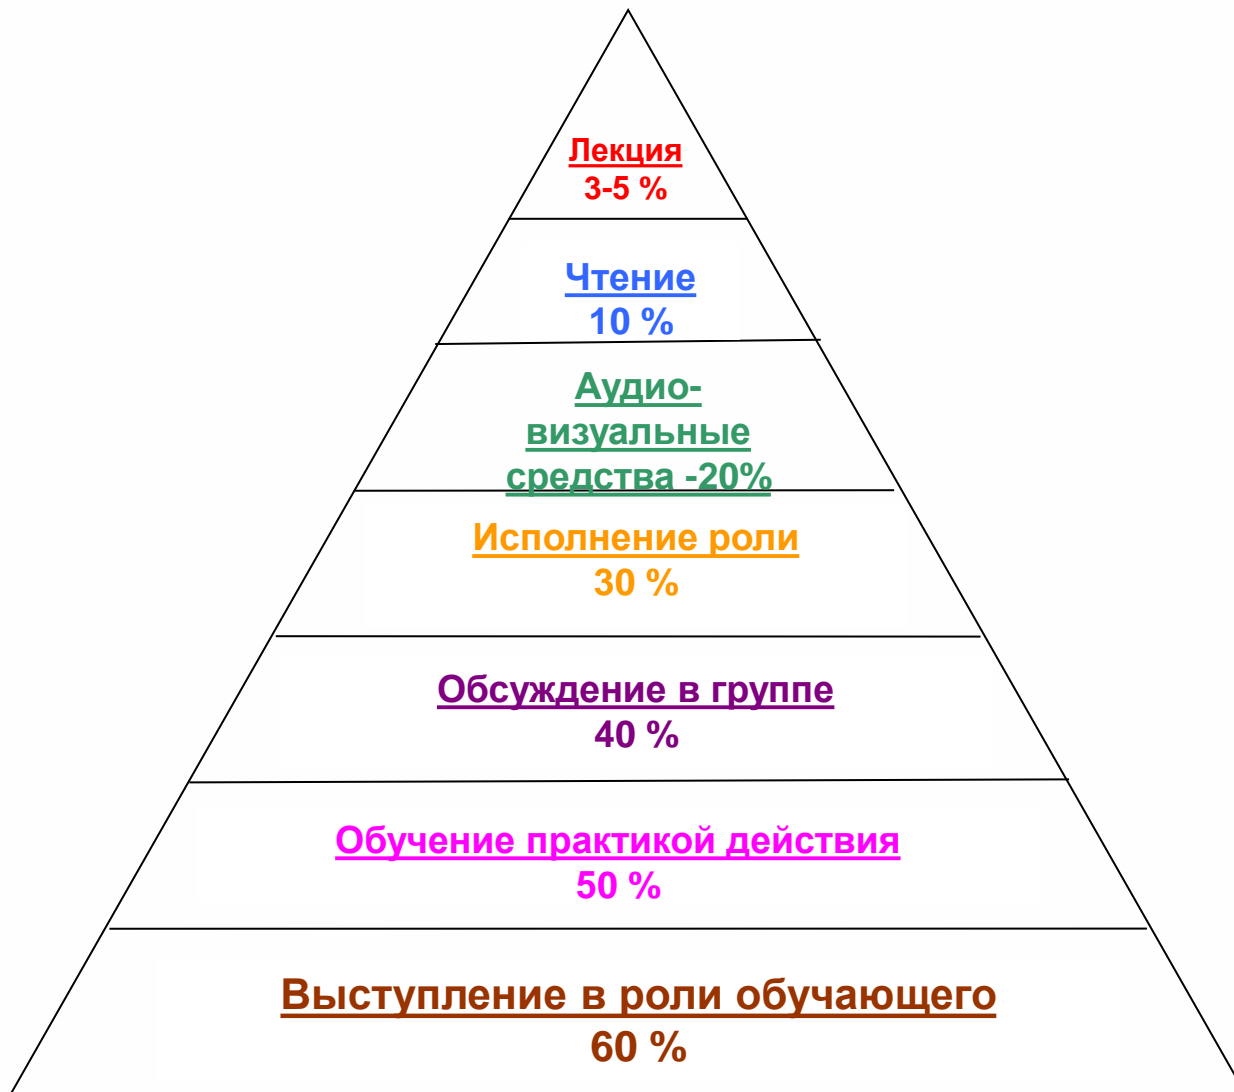 Лекция
3-5 %
Чтение
10 %
Аудио-
визуальные
средства -20%
Исполнение роли
30 %
Обсуждение в группе
40 %
Обучение практикой действия
50 %
Выступление в роли обучающего
60 %